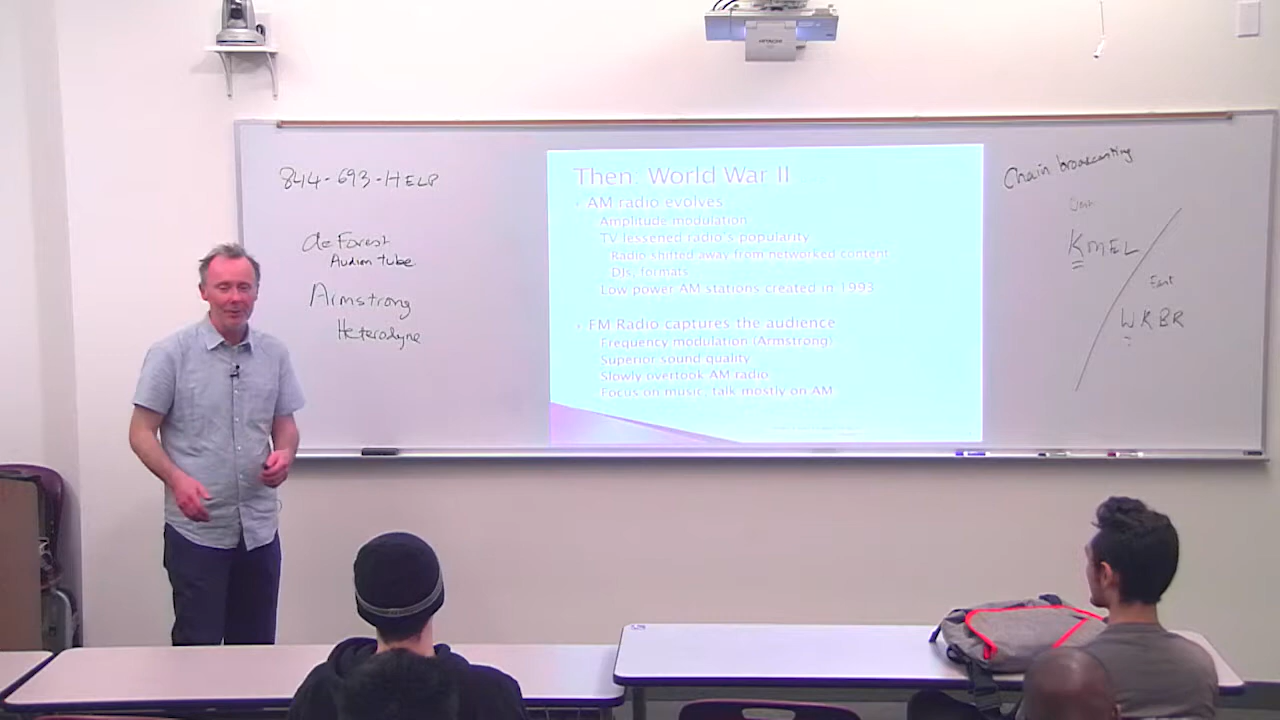 HITACHI
844-693-HELP
deForest
Audion tube
Armstrong
Heterodyne
Then, World War II
AM radio evolves
Amplitude modulation
TV lessened radio's popularity
Radio shifted away from networked content
DJs, formats
Low power AM stations created in 1993
FM Radio captures the audience
Frequency modulation (Armstrong)
Superior sound quality
Slowly overtook AM radio
Focus on music, talk mostly on AM
Chain broadcasting
KMEL
East
WKBR